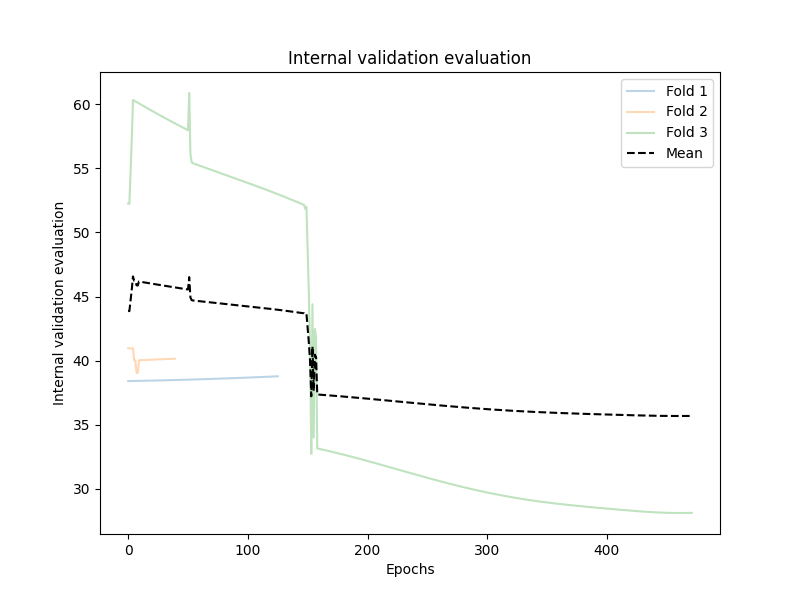 Internal validation evaluation
Fold 1
Fold 2
Fold 3
Mean
Internal validation evaluation
60
55
50
45
40
35
30
0 100 200 300 400
Epochs